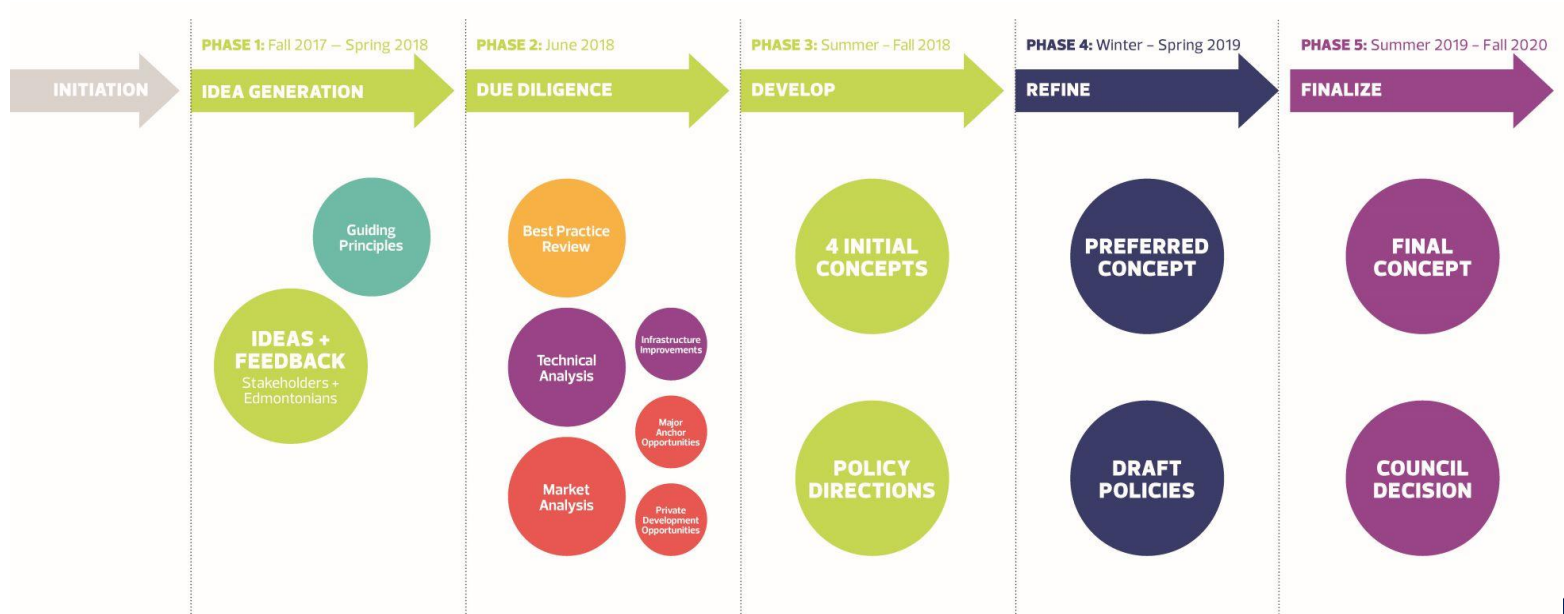 INITIATION
PHASE 1: Fall 2017 – Spring 2018
IDEA GENERATION
Guiding
Principles
IDEAS +
FEEDBACK
Stakeholders +
Edmontonians
PHASE 2: June 2018
DUE DILIGENCE
Best Practice
Review
Technical
Analysis
Infrastructure
Improvements
Market
Analysis
Major
Anchor
Opportunities
Private
Development
Opportunities
PHASE 3: Summer – Fall 2018
DEVELOP
4 INITIAL
CONCEPTS
POLICY
DIRECTIONS
PHASE 4: Winter – Spring 2019
REFINE
PREFERRED
CONCEPT
DRAFT
POLICIES
PHASE 5: Summer 2019 – Fall 2020
FINALIZE
FINAL
CONCEPT
COUNCIL
DECISION